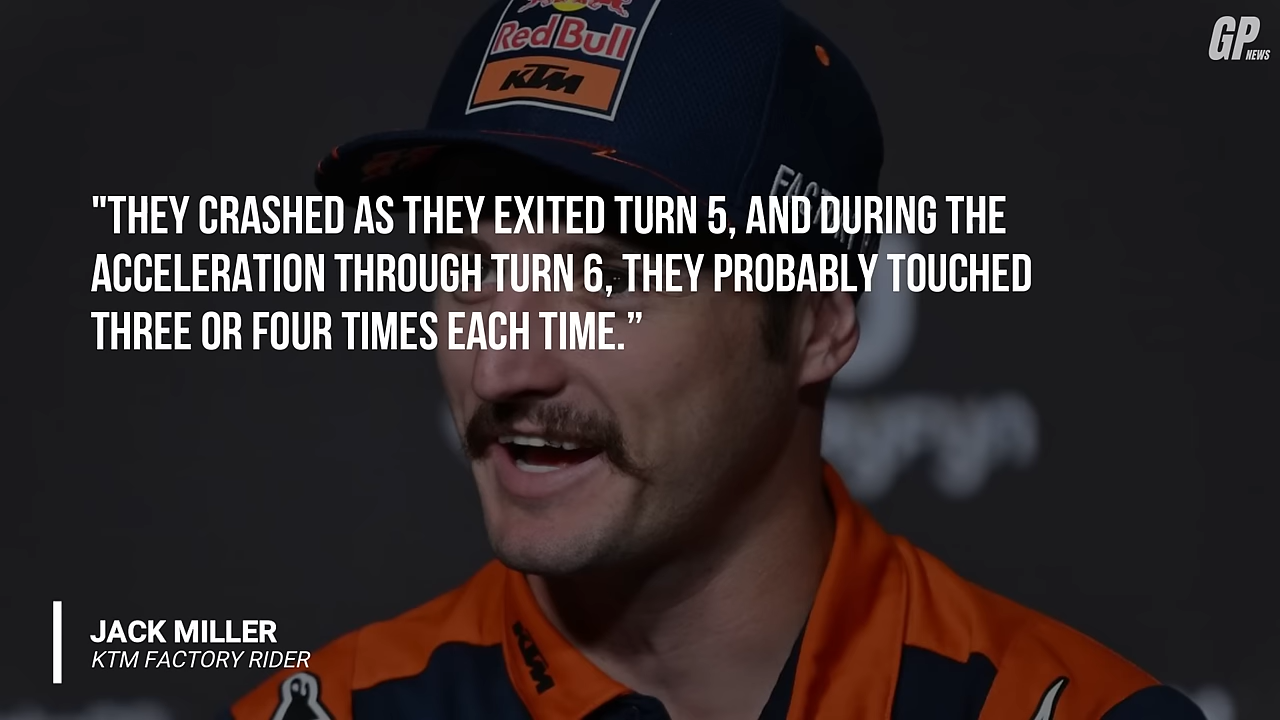 GP
NEWS
Red Bull
KTM
"THEY CRASHED AS THEY EXITED TURN 5, AND DURING THE
ACCELERATION THROUGH TURN 6, THEY PROBABLY TOUCHED
THREE OR FOUR TIMES EACH TIME.”
JACK MILLER
KTM FACTORY RIDER
KTM